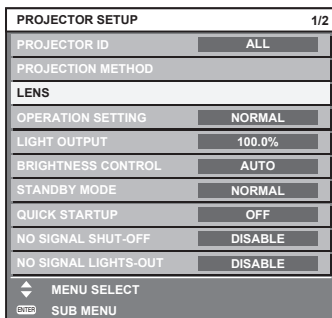 PROJECTOR SETUP 1/2
PROJECTOR ID ALL
PROJECTION METHOD
LENS
OPERATION SETTING NORMAL
LIGHT OUTPUT 100.0%
BRIGHTNESS CONTROL AUTO
STANDBY MODE NORMAL
QUICK STARTUP OFF
NO SIGNAL SHUT-OFF DISABLE
NO SIGNAL LIGHTS-OUT DISABLE
MENU SELECT
ENTER SUB MENU